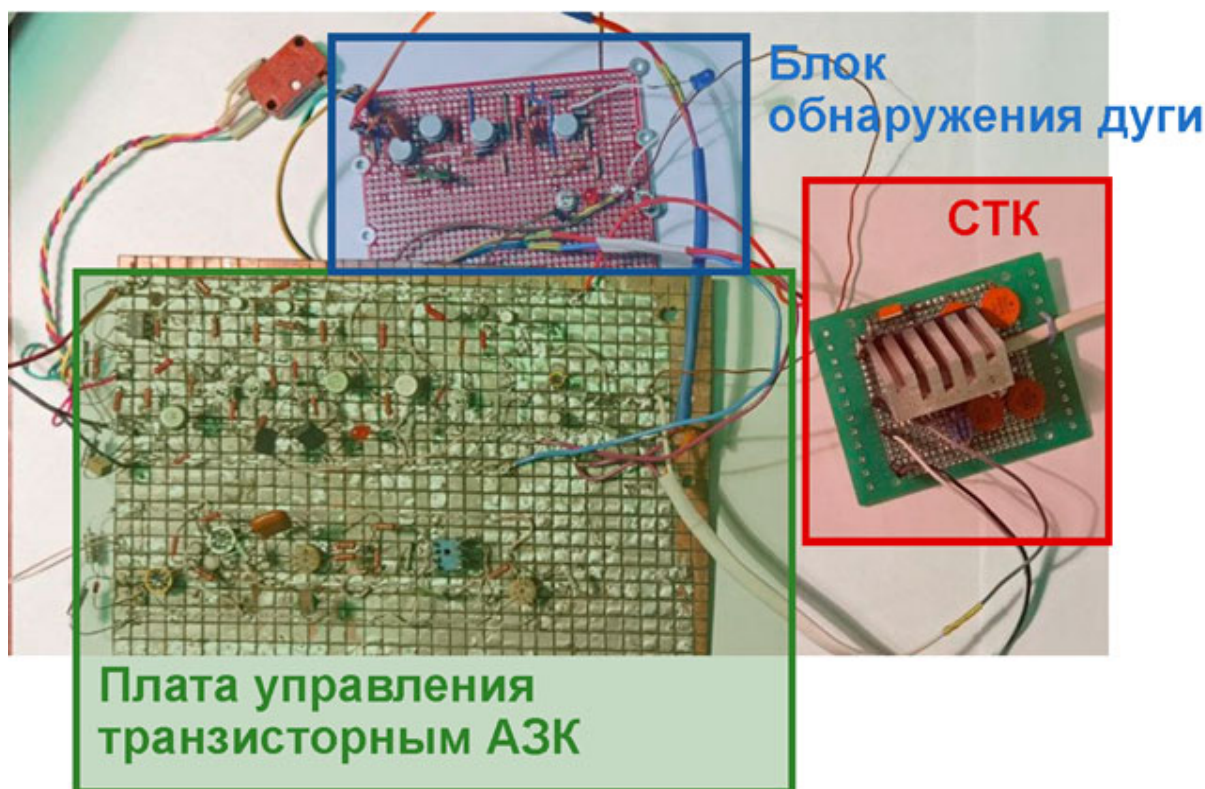 Блок
обнаружения дуги
СТК
Плата управления
транзисторным АЗК